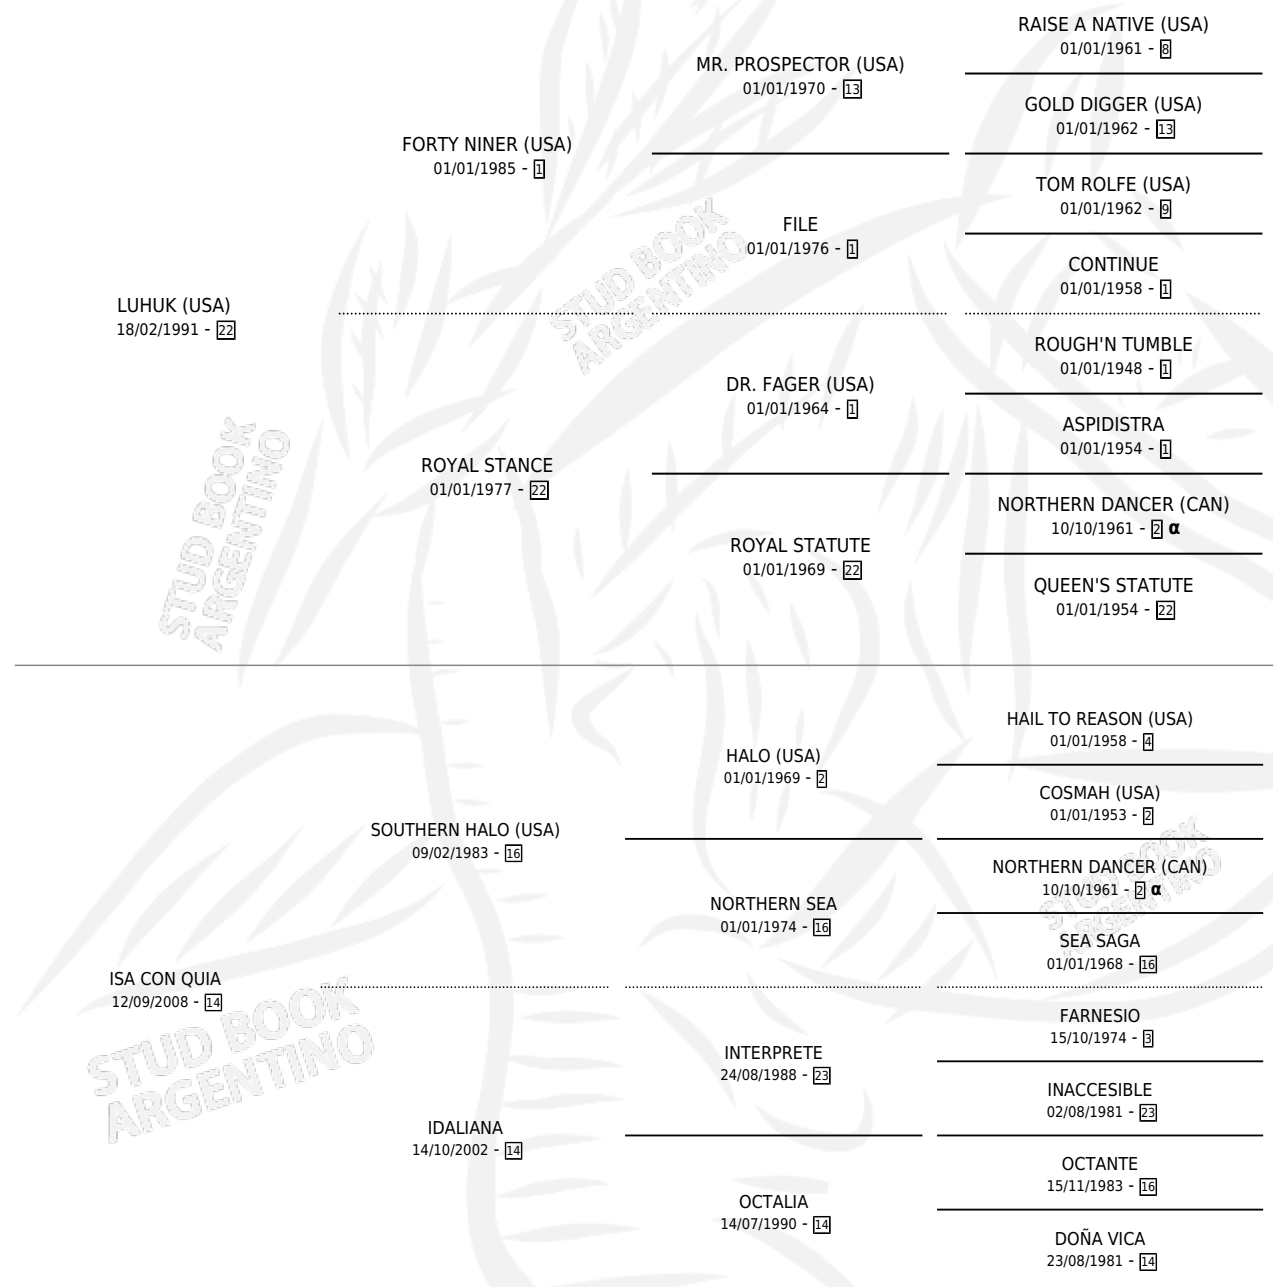 RAISE A NATIVE (USA)
01/01/1961 - 8
MR. PROSPECTOR (USA)
01/01/1970 - 13
GOLD DIGGER (USA)
01/01/1962 - 13
FORTY NINER (USA)
01/01/1985 - 1
TOM ROLFE (USA)
01/01/1962 - 9
FILE
01/01/1976 - 1
CONTINUE
01/01/1958 - 1
LUHUK (USA)
18/02/1991 - 22
ROUGH'N TUMBLE
01/01/1948 - 1
DR. FAGER (USA)
01/01/1964 - 1
ASPIDISTRA
01/01/1954 - 1
ROYAL STANCE
01/01/1977 - 22
NORTHERN DANCER (CAN)
10/10/1961 - 2 α
ROYAL STATUTE
01/01/1969 - 22
QUEEN'S STATUTE
01/01/1954 - 22
HAIL TO REASON (USA)
01/01/1958 - 4
HALO (USA)
01/01/1969 - 2
COSMAH (USA)
01/01/1953 - 2
SOUTHERN HALO (USA)
09/02/1983 - 16
NORTHERN DANCER (CAN)
10/10/1961 - 2 α
NORTHERN SEA
01/01/1974 - 16
SEA SAGA
01/01/1968 - 16
ISA CON QUIA
12/09/2008 - 14
FARNESIO
15/10/1974 - 3
INTERPRETE
24/08/1988 - 23
INACCESIBLE
02/08/1981 - 23
IDALIANA
14/10/2002 - 14
OCTANTE
15/11/1983 - 16
OCTALIA
14/07/1990 - 14
DOÑA VICA
23/08/1981 - 14
STUD BOOK
ARGENTINO
STUD BOOK
ARGENTINO
STUD BOOK
ARGENTINO
STUD BOOK
ARGENTINO